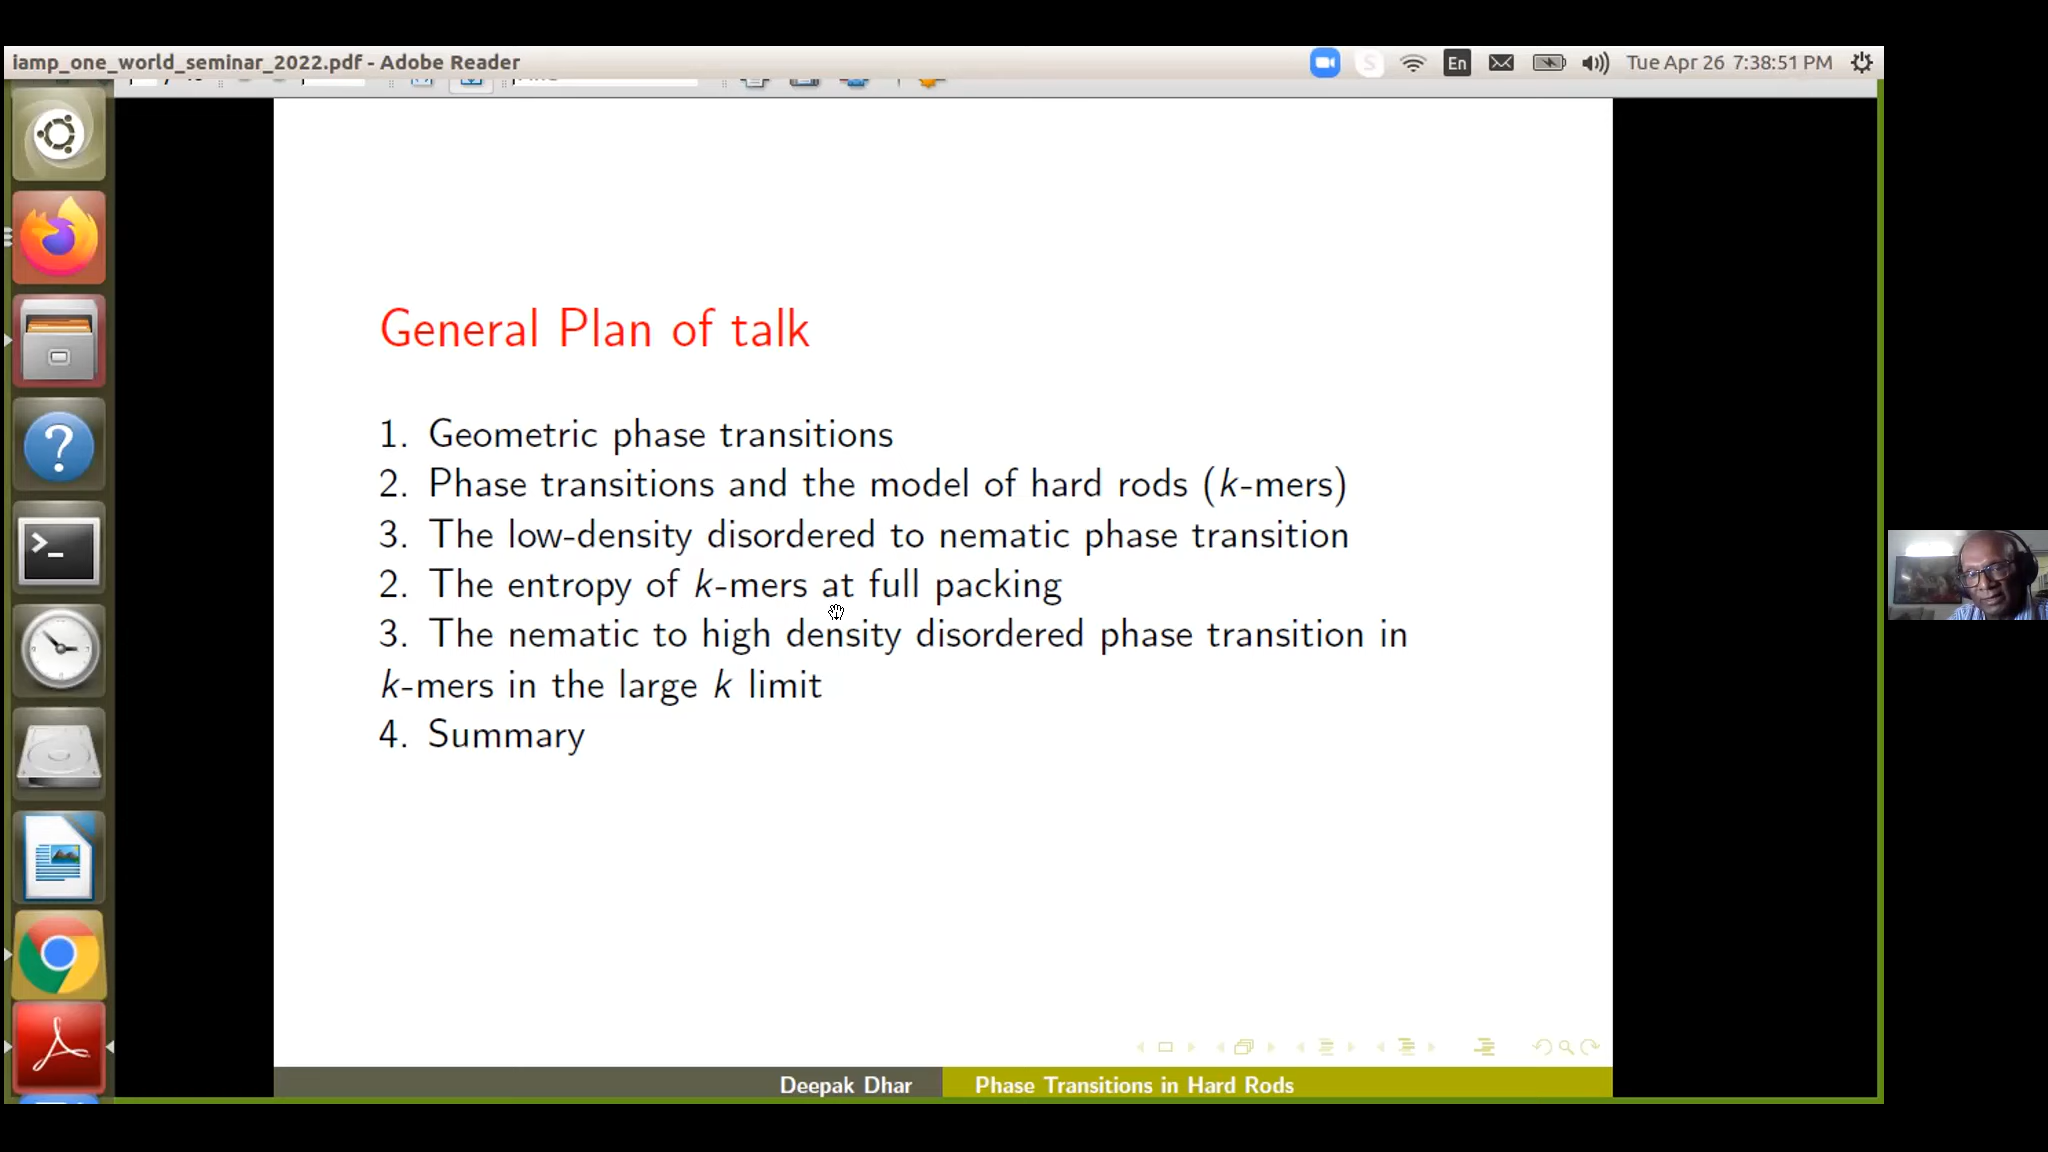 iamp_one_world_seminar_2022.pdf - Adobe Reader
En
Tue Apr 26 7:38:51 PM
General Plan of talk
1. Geometric phase transitions
2. Phase transitions and the model of hard rods (k-mers)
3. The low-density disordered to nematic phase transition
2. The entropy of k-mers at full packing
3. The nematic to high density disordered phase transition in
k-mers in the large k limit
4. Summary
Deepak Dhar
Phase Transitions in Hard Rods